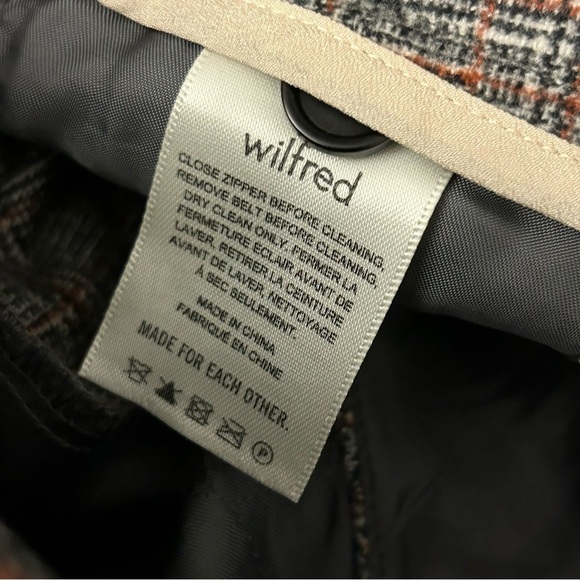 wilfred
CLOSE ZIPPER BEFORE CLEANING,
REMOVE BELT BEFORE CLEANING,
DRY CLEAN ONLY. FERMER LA
FERMETURE ÉCLAIR AVANT DE
LAVER, RETIRER LA CEINTURE
AVANT DE LAVER, NETTOYAGE
À SEC SEULEMENT.
MADE IN CHINA
FABRIQUE EN CHINE
MADE FOR EACH OTHER.
P